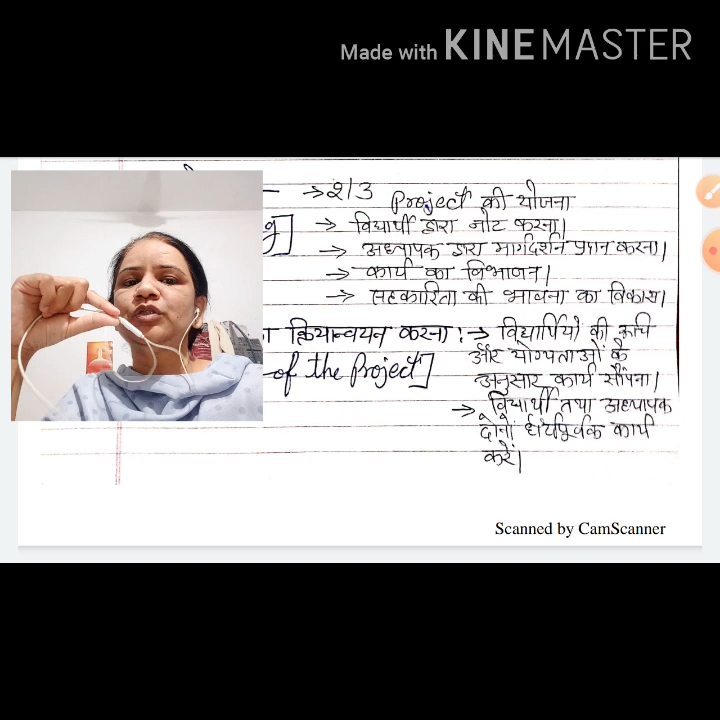 Made with KINEMASTER
→ २/3 Project की योजना
g] → विद्यार्थी द्वारा नोट करना।
→ अध्यापक द्वारा मार्गदर्शन प्रदान करना।
→ कार्य का विभाजन।
→ सहकारिता की भावना का विकास।
क्रियान्वयन करना : → विद्यार्थियों की रूचि
और योग्यताओं के
of the Project] अनुसार कार्य सौंपना।
→ विद्यार्थी तथा अध्यापक
दोनों धैर्यपूर्वक कार्य
करें।
Scanned by CamScanner